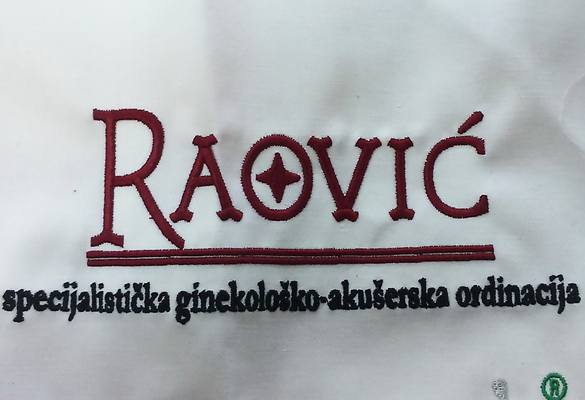 RAOVIĆ
specijalistička ginekološko-akušerska ordinacija
®